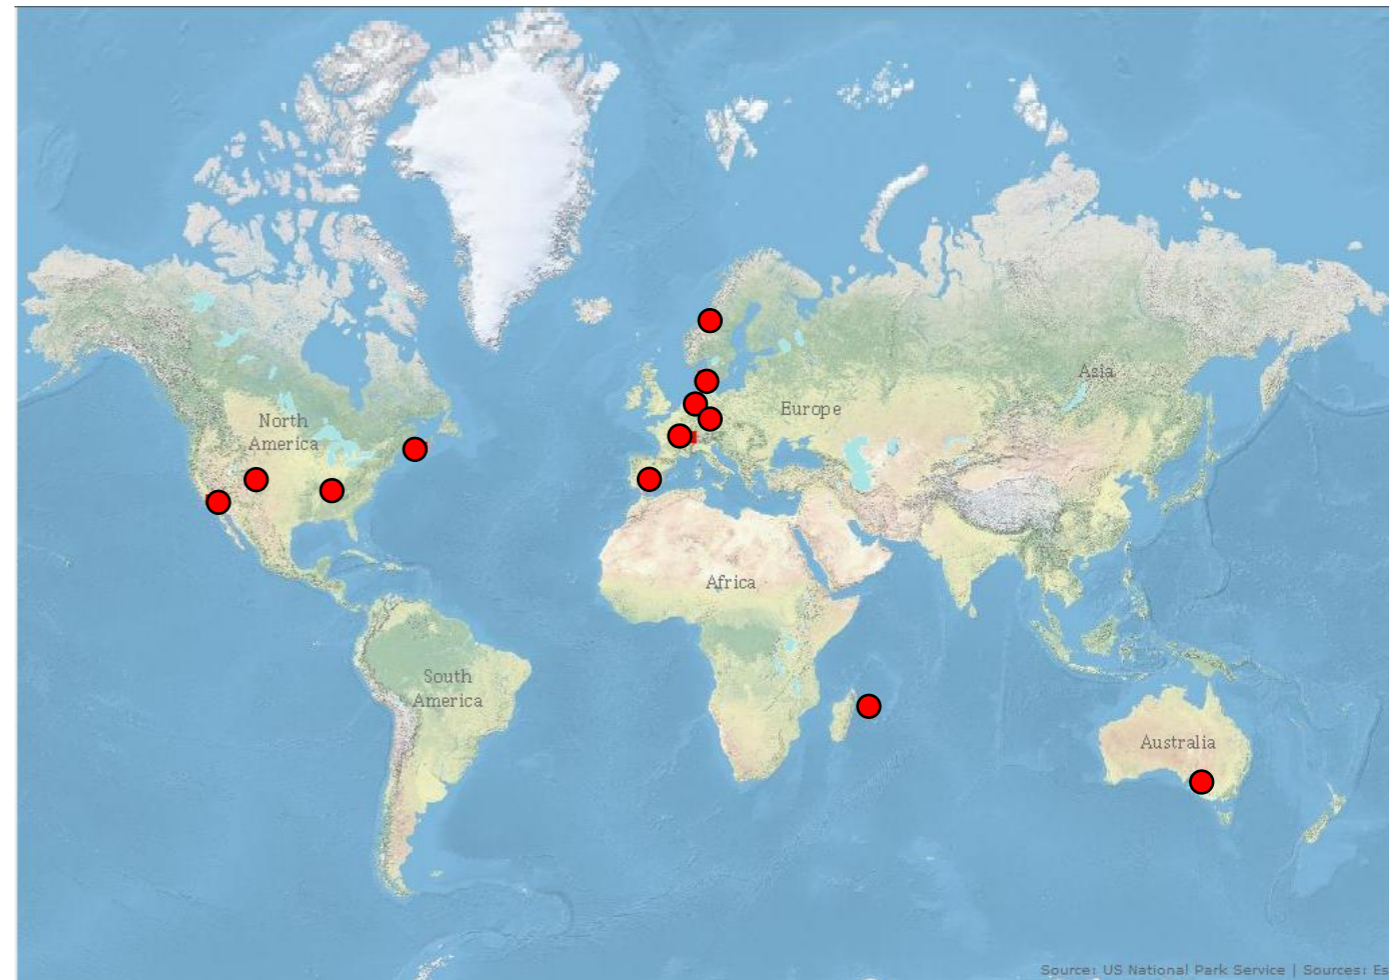 Asia
Europe
North
America
Africa
South
America
Australia
Source: US National Park Service | Sources: Es